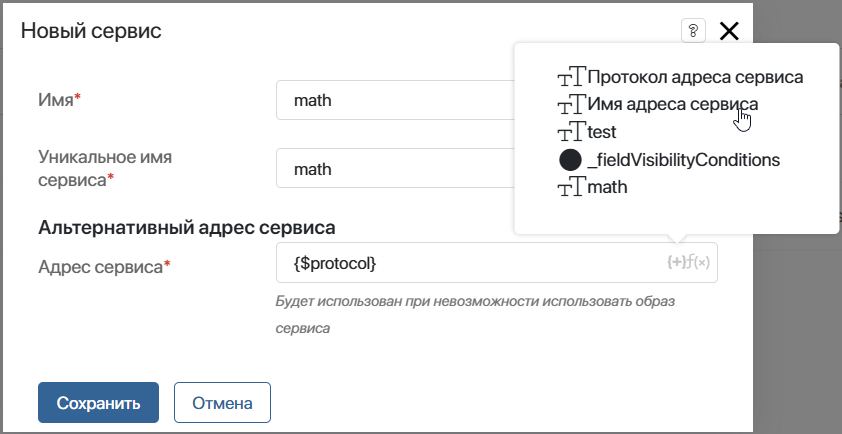 Новый сервис
?
Имя*
math
Уникальное имя
сервиса*
math
Протокол адреса сервиса
Имя адреса сервиса
test
_fieldVisibilityConditions
math
Альтернативный адрес сервиса
Адрес сервиса*
{$protocol}
{+}ƒ(×)
Будет использован при невозможности использовать образ
сервиса
Сохранить
Отмена